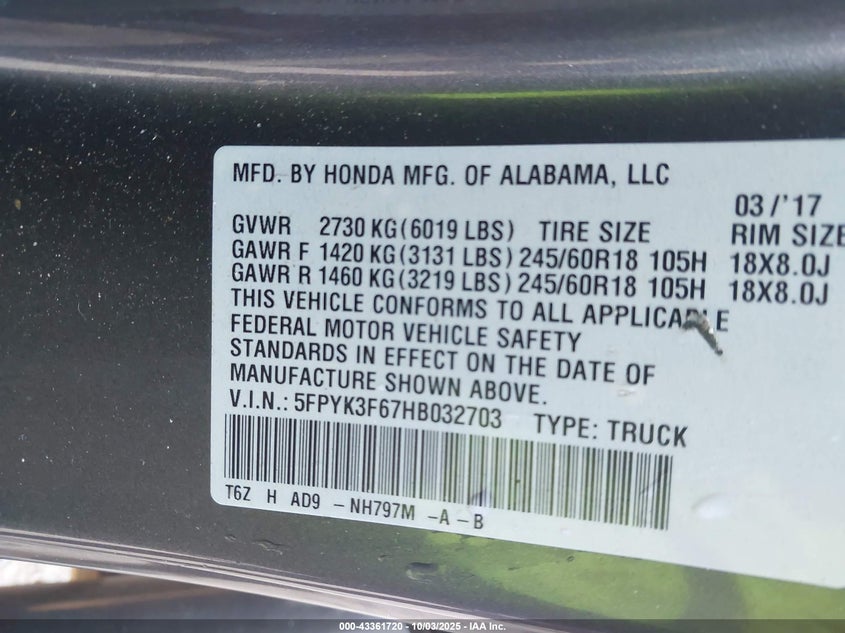 MFD. BY HONDA MFG. OF ALABAMA, LLC
03/'17
GVWR 2730 KG(6019 LBS) TIRE SIZE RIM SIZE
GAWR F 1420 KG(3131 LBS) 245/60R18 105H 18X8.0J
GAWR R 1460 KG(3219 LBS) 245/60R18 105H 18X8.0J
THIS VEHICLE CONFORMS TO ALL APPLICABLE
FEDERAL MOTOR VEHICLE SAFETY
STANDARDS IN EFFECT ON THE DATE OF
MANUFACTURE SHOWN ABOVE.
V.I.N.: 5FPYK3F67HB032703 TYPE: TRUCK
T6Z H AD9 -NH797M -A-B
000-43361720 - 10/03/2025 - IAA Inc.